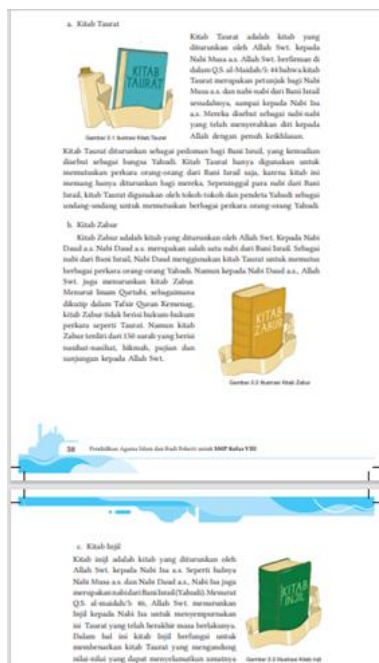 a. Kitab Taurat
Kitab Taurat adalah kitab yang
diturunkan oleh Allah Swt. kepada
Nabi Musa a.s. Allah Swt. berfirman di
dalam Q.S. al-Maidah/5: 44 bahwa kitab
Taurat merupakan petunjuk bagi Nabi
Musa a.s. dan nabi-nabi dari Bani Israil
sesudahnya, sampai kepada Nabi Isa
a.s. Mereka disebut sebagai nabi-nabi
yang telah menyerahkan diri kepada
Allah dengan penuh keikhlasan.
KITAB
TAURAT
Gambar 3.1 Ilustrasi Kitab Taurat
Kitab Taurat diturunkan sebagai pedoman bagi Bani Israil, yang kemudian
disebut sebagai bangsa Yahudi. Kitab Taurat hanya digunakan untuk
memutuskan perkara orang-orang dari Bani Israil saja, karena kitab ini
memang hanya diturunkan bagi mereka. Sepeninggal para nabi dari Bani
Israil, kitab Taurat digunakan oleh tokoh-tokoh dan pendeta Yahudi sebagai
undang-undang untuk memutuskan berbagai perkara orang-orang Yahudi.
b. Kitab Zabur
Kitab Zabur adalah kitab yang diturunkan oleh Allah Swt. Kepada Nabi
Daud a.s. Nabi Daud a.s. merupakan salah satu nabi dari Bani Israil. Sebagai
nabi dari Bani Israil, Nabi Daud menggunakan kitab Taurat untuk memutus
berbagai perkara orang-orang Yahudi. Namun kepada Nabi Daud a.s., Allah
Swt. juga menurunkan kitab Zabur.
Menurut Imam Qurtubi, sebagaimana
dikutip dalam Tafsir Quran Kemenag,
kitab Zabur tidak berisi hukum-hukum
perkara seperti Taurat. Namun kitab
Zabur terdiri dari 150 surah yang berisi
nasihat-nasihat, hikmah, pujian dan
sanjungan kepada Allah Swt.
KITAB
ZABUR
Gambar 3.2 Ilustrasi Kitab Zabur
58 Pendidikan Agama Islam dan Budi Pekerti untuk SMP Kelas VIII
c. Kitab Injil
Kitab injil adalah kitab yang diturunkan oleh
Allah Swt. kepada Nabi Isa a.s. Seperti halnya
Nabi Musa a.s. dan Nabi Daud a.s., Nabi Isa juga
merupakan nabi dari Bani Israil (Yahudi). Menurut
Q.S. al-maidah/5: 46, Allah Swt. menurunkan
Injil kepada Nabi Isa untuk menyempurnakan
isi Taurat yang telah berakhir masa berlakunya.
Dalam hal ini kitab Injil berfungsi untuk
membenarkan kitab Taurat yang mengandung
nilai-nilai yang dapat menyelamatkan umatnya
KITAB
INJIL
Gambar 3.3 Ilustrasi Kitab Injil